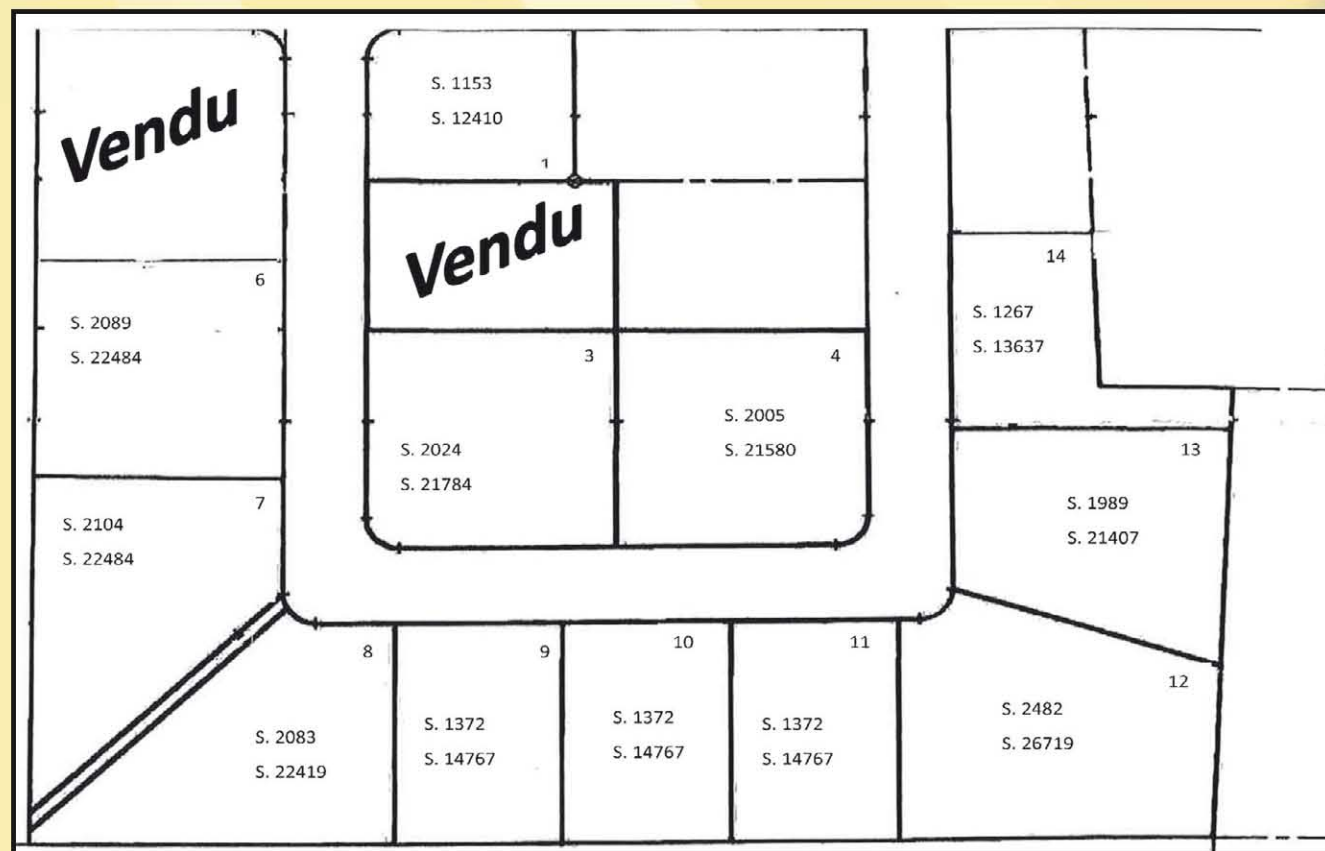 Vendu
S. 1153
S. 12410
1
Vendu
6
S. 2089
S. 22484
3
S. 2024
S. 21784
4
S. 2005
S. 21580
14
S. 1267
S. 13637
7
S. 2104
S. 22484
13
S. 1989
S. 21407
8
S. 2083
S. 22419
9
S. 1372
S. 14767
10
S. 1372
S. 14767
11
S. 1372
S. 14767
12
S. 2482
S. 26719